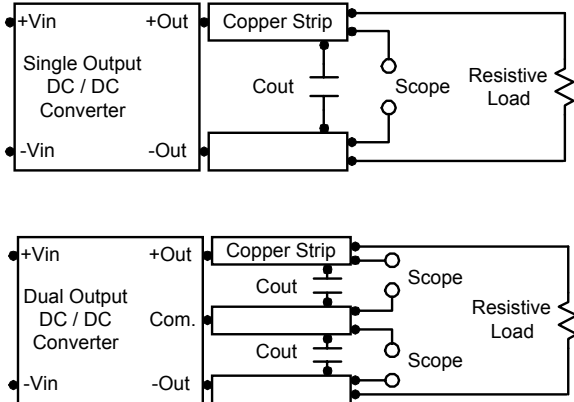 +Vin +Out Copper Strip
Single Output
DC / DC
Converter
Cout Scope
Resistive
Load
-Vin -Out
+Vin +Out Copper Strip
Cout Scope
Dual Output
DC / DC
Converter
Com.
Resistive
Load
Cout Scope
-Vin -Out